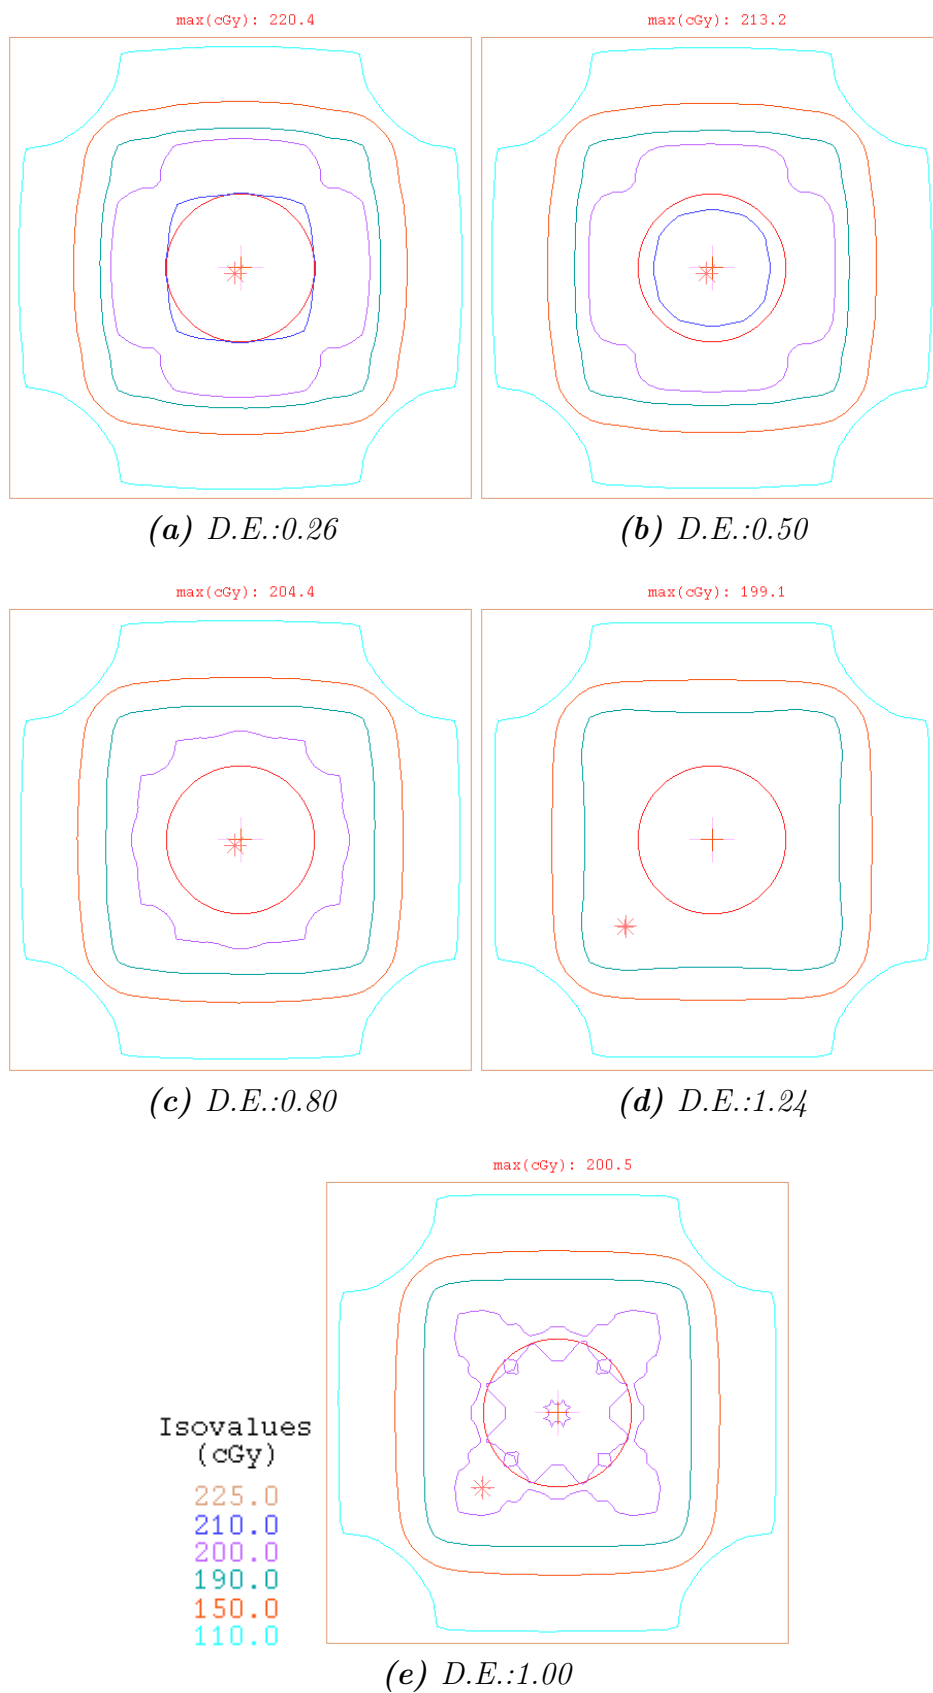 max(cGy): 220.4
max(cGy): 213.2
(a) D.E.:0.26
(b) D.E.:0.50
max(cGy): 204.4
max(cGy): 199.1
(c) D.E.:0.80
(d) D.E.:1.24
max(cGy): 200.5
Isovalues
(cGy)
225.0
210.0
200.0
190.0
150.0
110.0
(e) D.E.:1.00